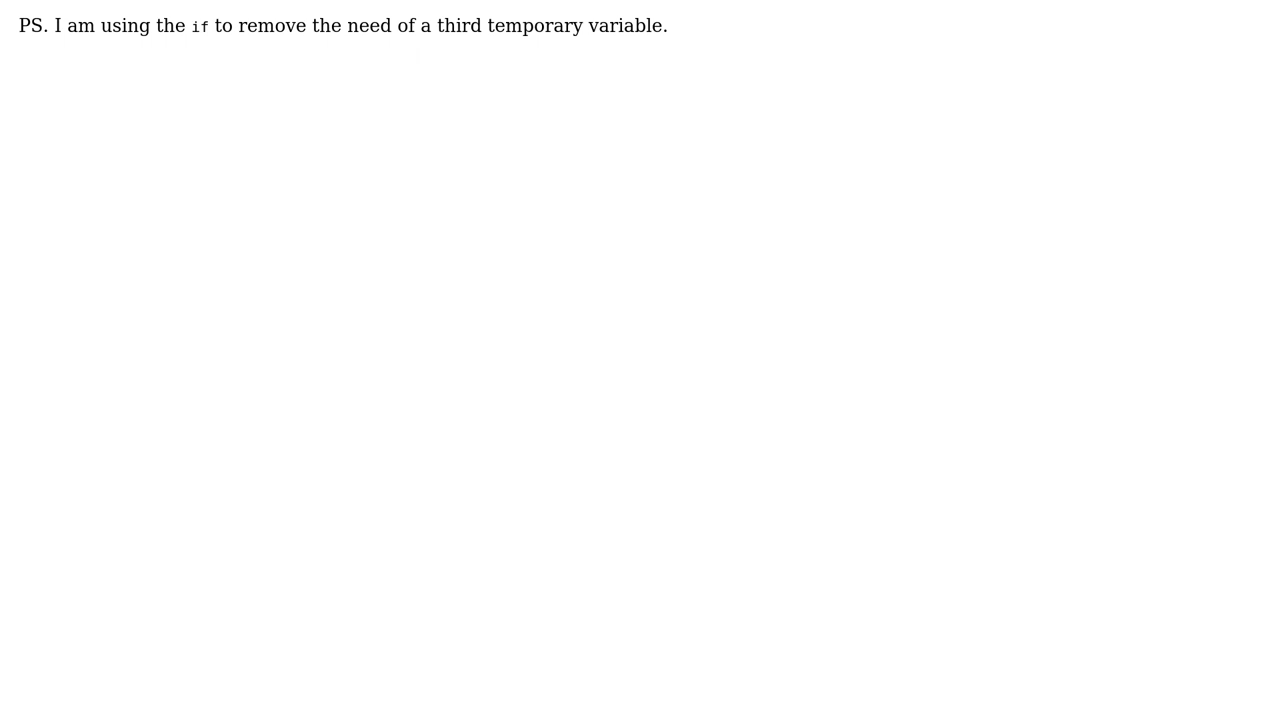 PS. I am using the if to remove the need of a third temporary variable.